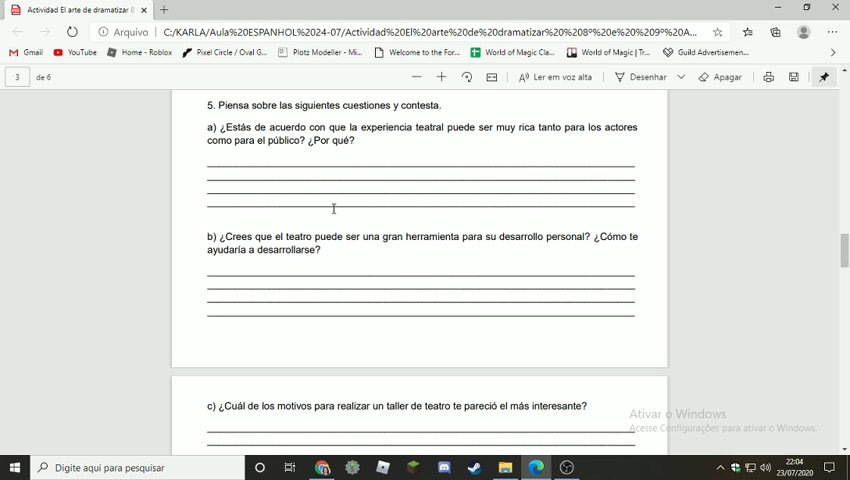 Actividad El arte de dramatizar 8
Arquivo
C:/KARLA/Aula%20ESPANHOL%2024-07/Actividad%20El%20arte%20de%20dramatizar%20%208º%20e%20%209º%20A...
Gmail
YouTube
Home - Roblox
Pixel Circle / Oval G...
Plotz Modeller - Mi...
Welcome to the For...
World of Magic Cla...
World of Magic | Tr...
Guild Advertisemen...
3
de 6
Ler em voz alta
Desenhar
Apagar
5. Piensa sobre las siguientes cuestiones y contesta.
a) ¿Estás de acuerdo con que la experiencia teatral puede ser muy rica tanto para los actores
como para el público? ¿Por qué?
b) ¿Crees que el teatro puede ser una gran herramienta para su desarrollo personal? ¿Cómo te
ayudaría a desarrollarse?
c) ¿Cuál de los motivos para realizar un taller de teatro te pareció el más interesante?
Ativar o Windows
Acesse Configurações para ativar o Windows.
Digite aqui para pesquisar
22:04
23/07/2020